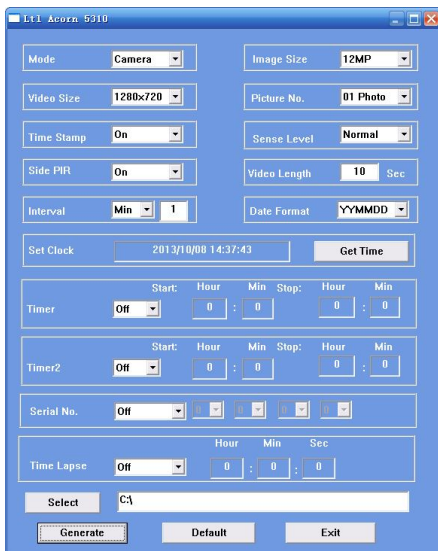 Ltl Acorn 5310
Mode Camera Image Size 12MP
Video Size 1280x720 Picture No. 01 Photo
Time Stamp On Sense Level Normal
Side PIR On Video Length 10 Sec
Interval Min 1 Date Format YYMMDD
Set Clock 2013/10/08 14:37:43 Get Time
Start: Hour Min Stop: Hour Min
Timer Off 0 : 0 0 : 0
Start: Hour Min Stop: Hour Min
Timer2 Off 0 : 0 0 : 0
Serial No. Off 0 0 0 0
Hour Min Sec
Time Lapse Off 0 : 0 : 0
Select C:\
Generate Default Exit